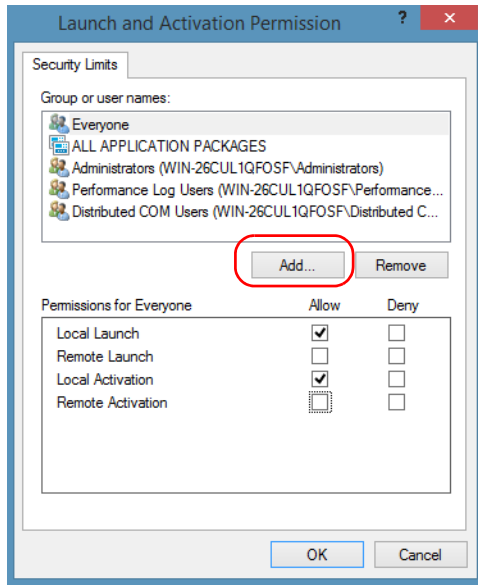 Launch and Activation Permission ? ×
Security Limits
Group or user names:
Everyone
ALL APPLICATION PACKAGES
Administrators (WIN-26CUL1QFOSF\Administrators)
Performance Log Users (WIN-26CUL1QFOSF\Performance...
Distributed COM Users (WIN-26CUL1QFOSF\Distributed C...
Add... Remove
Permissions for Everyone Allow Deny
Local Launch
Remote Launch
Local Activation
Remote Activation
OK Cancel